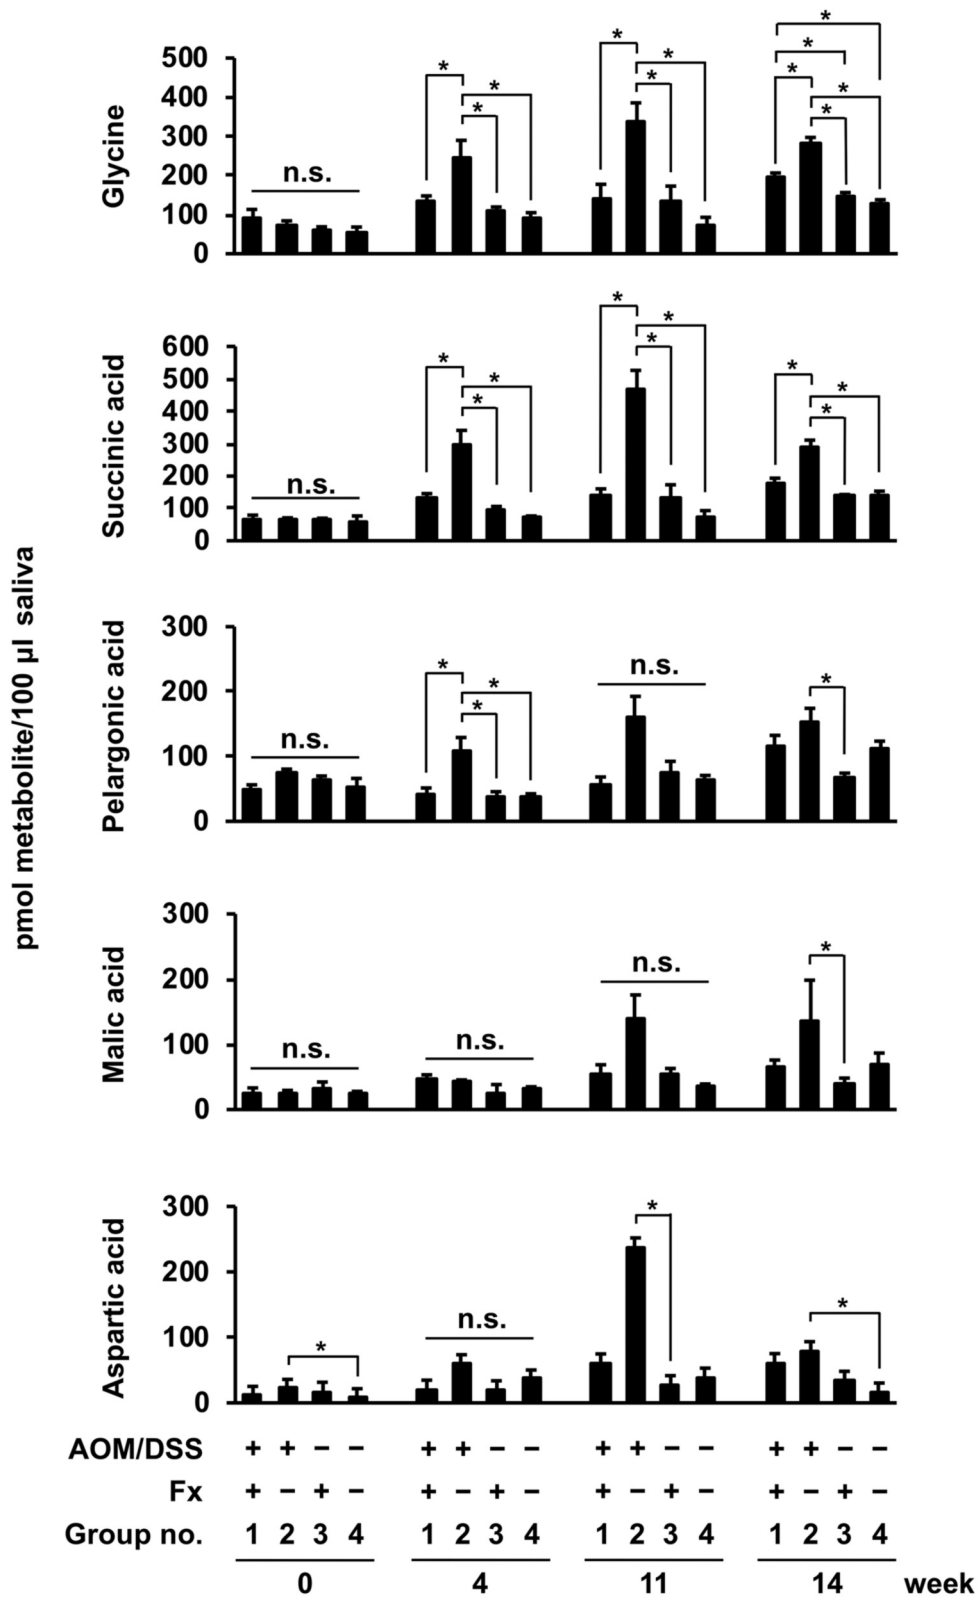 pmol metabolite/100 µl saliva
Glycine
500
400
300
200
100
0
n.s.
* * *
* * *
* * * * *
Succinic acid
600
500
400
300
200
100
0
n.s.
* * *
* * *
* * *
Pelargonic acid
300
200
100
0
n.s.
* * *
n.s.
*
Malic acid
300
200
100
0
n.s.
n.s.
n.s.
*
Aspartic acid
300
200
100
0
*
n.s.
*
*
AOM/DSS + + − − + + − − + + − − + + − −
Fx + − + − + − + − + − + − + − + −
Group no. 1 2 3 4 1 2 3 4 1 2 3 4 1 2 3 4
0 4 11 14 week